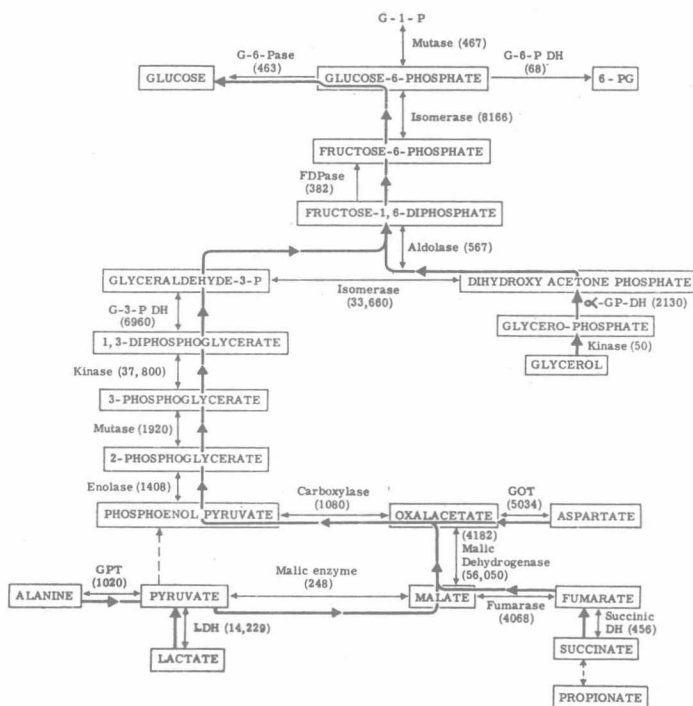 G-1-P
Mutase (467)
G-6-Pase
(463)
G-6-P DH
(68)
GLUCOSE
GLUCOSE-6-PHOSPHATE
6 - PG
Isomerase (8166)
FRUCTOSE-6-PHOSPHATE
FDPase
(382)
FRUCTOSE-1,6-DIPHOSPHATE
Aldolase (567)
GLYCERALDEHYDE-3-P
Isomerase
(33,660)
DIHYDROXY ACETONE PHOSPHATE
G-3-P DH
(6960)
α-GP-DH (2130)
GLYCERO-PHOSPHATE
1,3-DIPHOSPHOGLYCERATE
Kinase (50)
GLYCEROL
Kinase (37,800)
3-PHOSPHOGLYCERATE
Mutase (1920)
2-PHOSPHOGLYCERATE
Enolase (1408)
PHOSPHOENOL PYRUVATE
Carboxylase
(1080)
OXALACETATE
GOT
(5034)
ASPARTATE
(4182)
Malic
Dehydrogenase
(56,050)
GPT
(1020)
Malic enzyme
(248)
ALANINE
PYRUVATE
MALATE
Fumarase
(4068)
FUMARATE
LDH (14,229)
Succinic
DH (456)
LACTATE
SUCCINATE
PROPIONATE